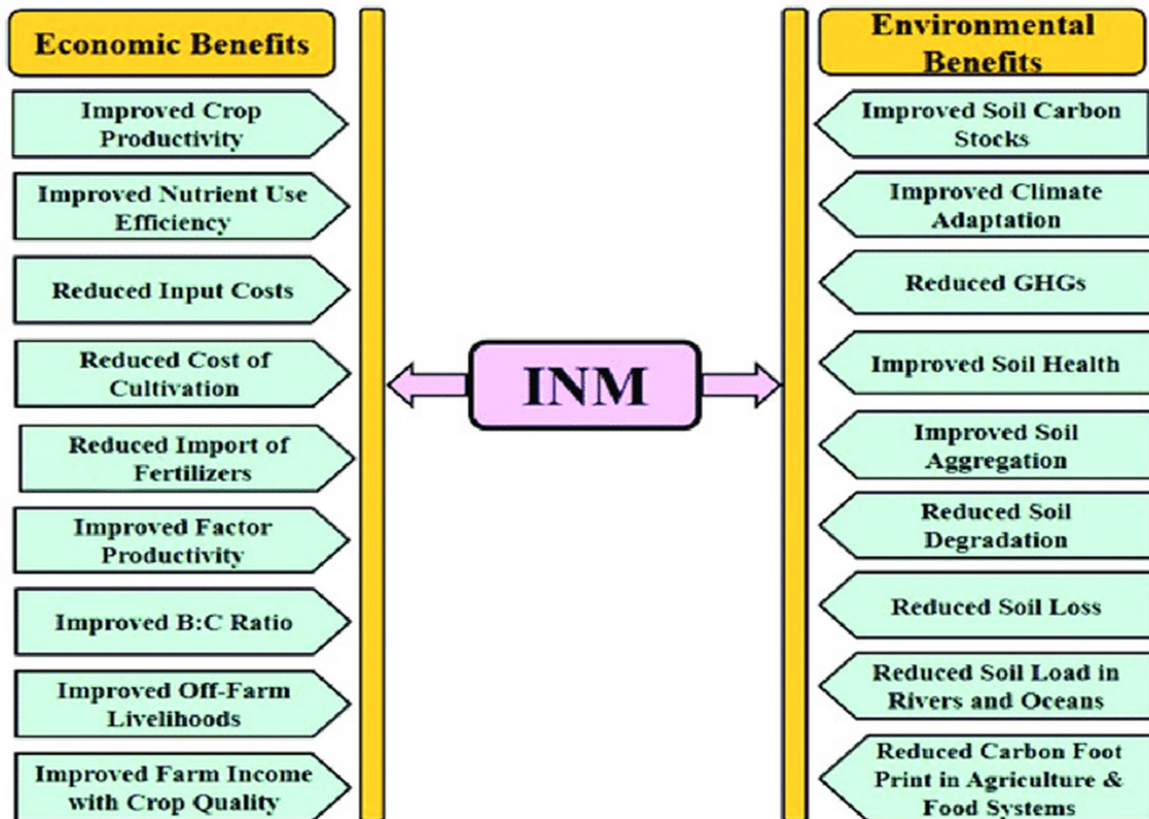 Economic Benefits
Improved Crop
Productivity
Improved Nutrient Use
Efficiency
Reduced Input Costs
Reduced Cost of
Cultivation
Reduced Import of
Fertilizers
Improved Factor
Productivity
Improved B:C Ratio
Improved Off-Farm
Livelihoods
Improved Farm Income
with Crop Quality
INM
Environmental
Benefits
Improved Soil Carbon
Stocks
Improved Climate
Adaptation
Reduced GHGs
Improved Soil Health
Improved Soil
Aggregation
Reduced Soil
Degradation
Reduced Soil Loss
Reduced Soil Load in
Rivers and Oceans
Reduced Carbon Foot
Print in Agriculture &
Food Systems